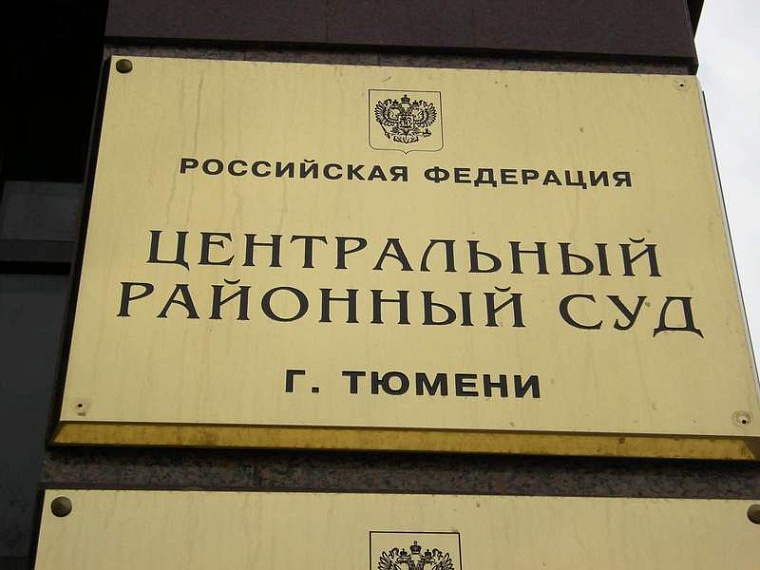 РОССИЙСКАЯ ФЕДЕРАЦИЯ
ЦЕНТРАЛЬНЫЙ
РАЙОННЫЙ СУД
Г. ТЮМЕНИ